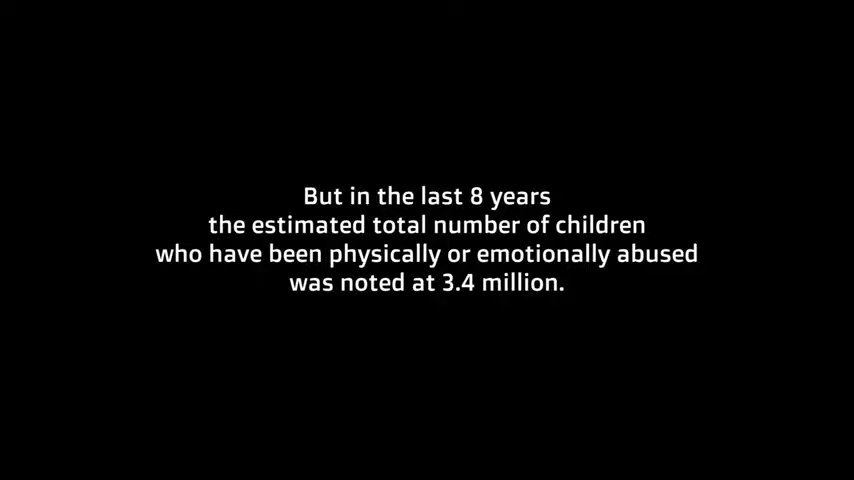 But in the last 8 years
the estimated total number of children
who have been physically or emotionally abused
was noted at 3.4 million.